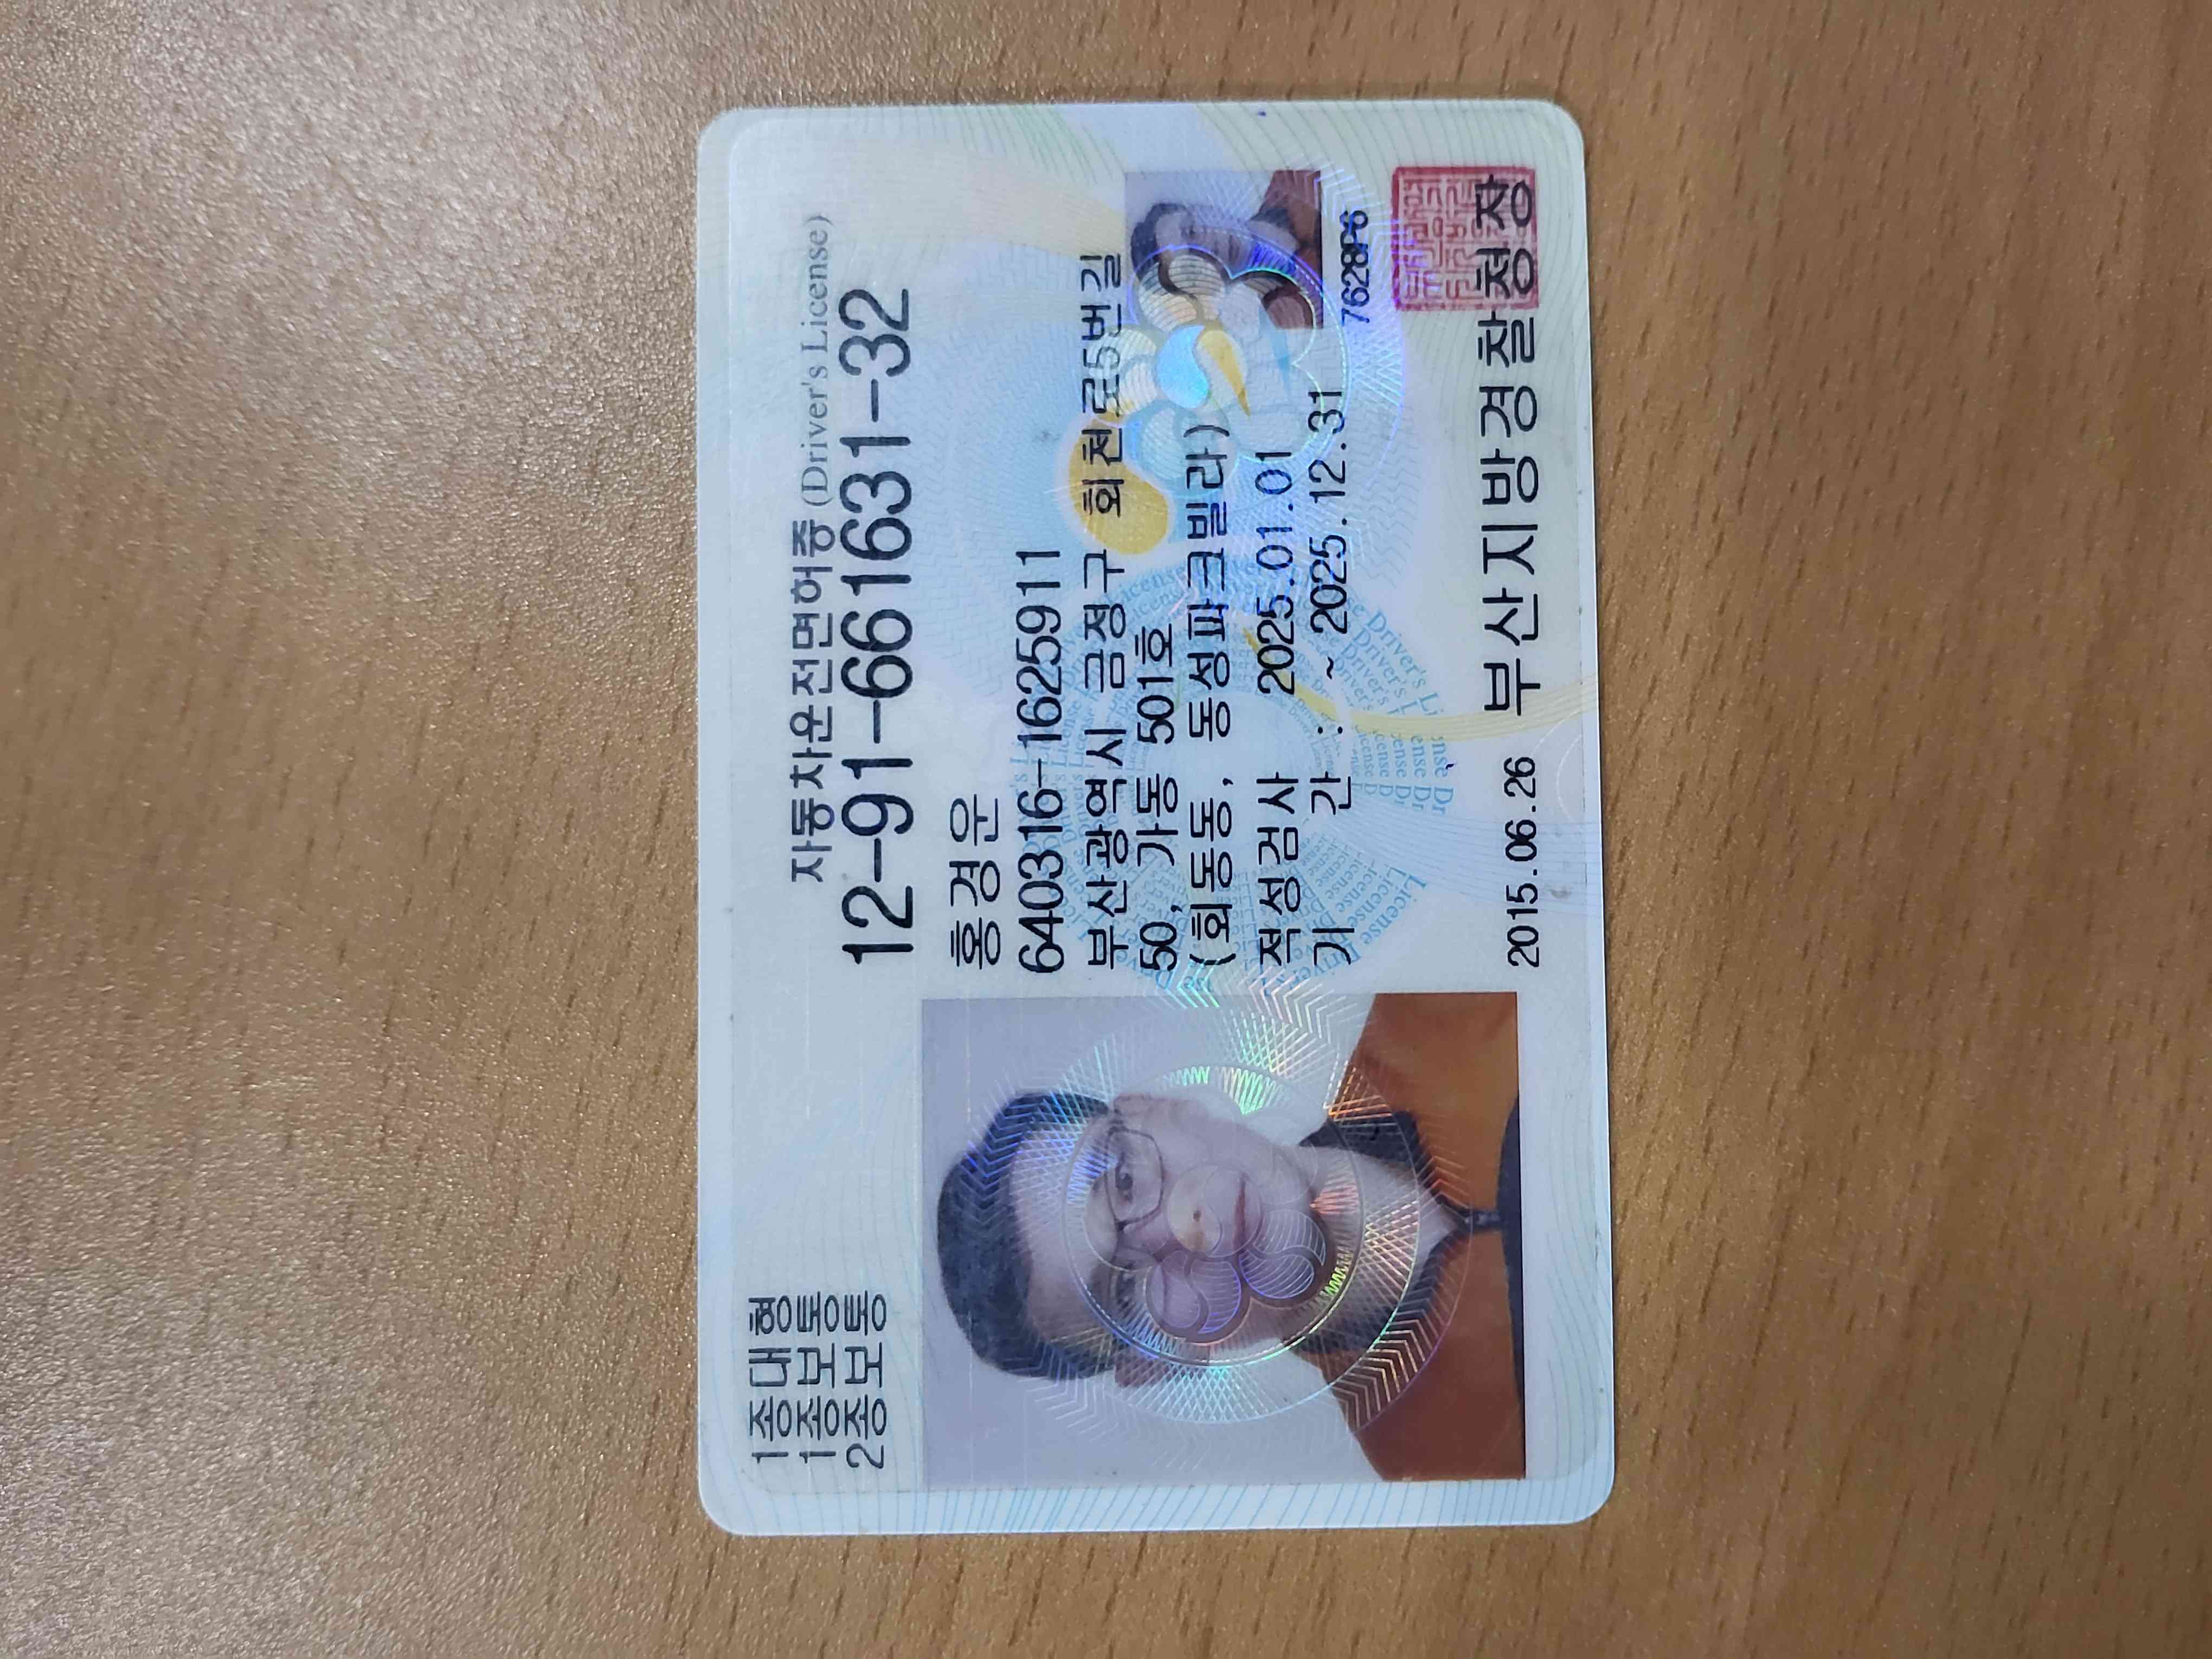 1종대형
1종보통
2종보통
자동차운전면허증 (Driver's License)
12-91-661631-32
홍경운
640316-1625911
부산광역시 금정구 회천로5번길
50, 가동 501호
(회동동, 동성파크빌라)
적성검사 2025.01.01
기 간 : ~ 2025.12.31
7628P6
2015.06.26 부산지방경찰청장